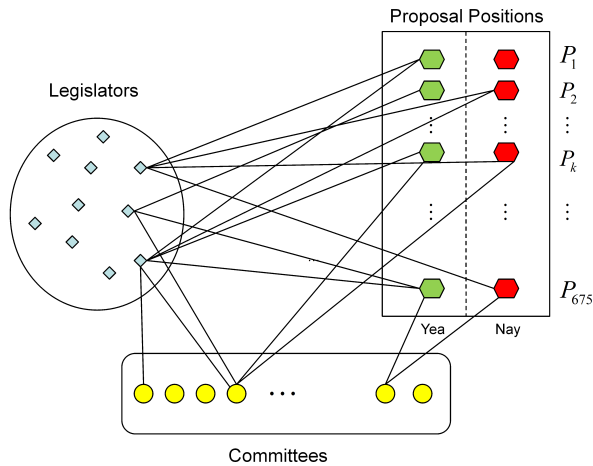 Proposal Positions
Legislators
P1
P2
Pk
P675
Yea
Nay
Committees